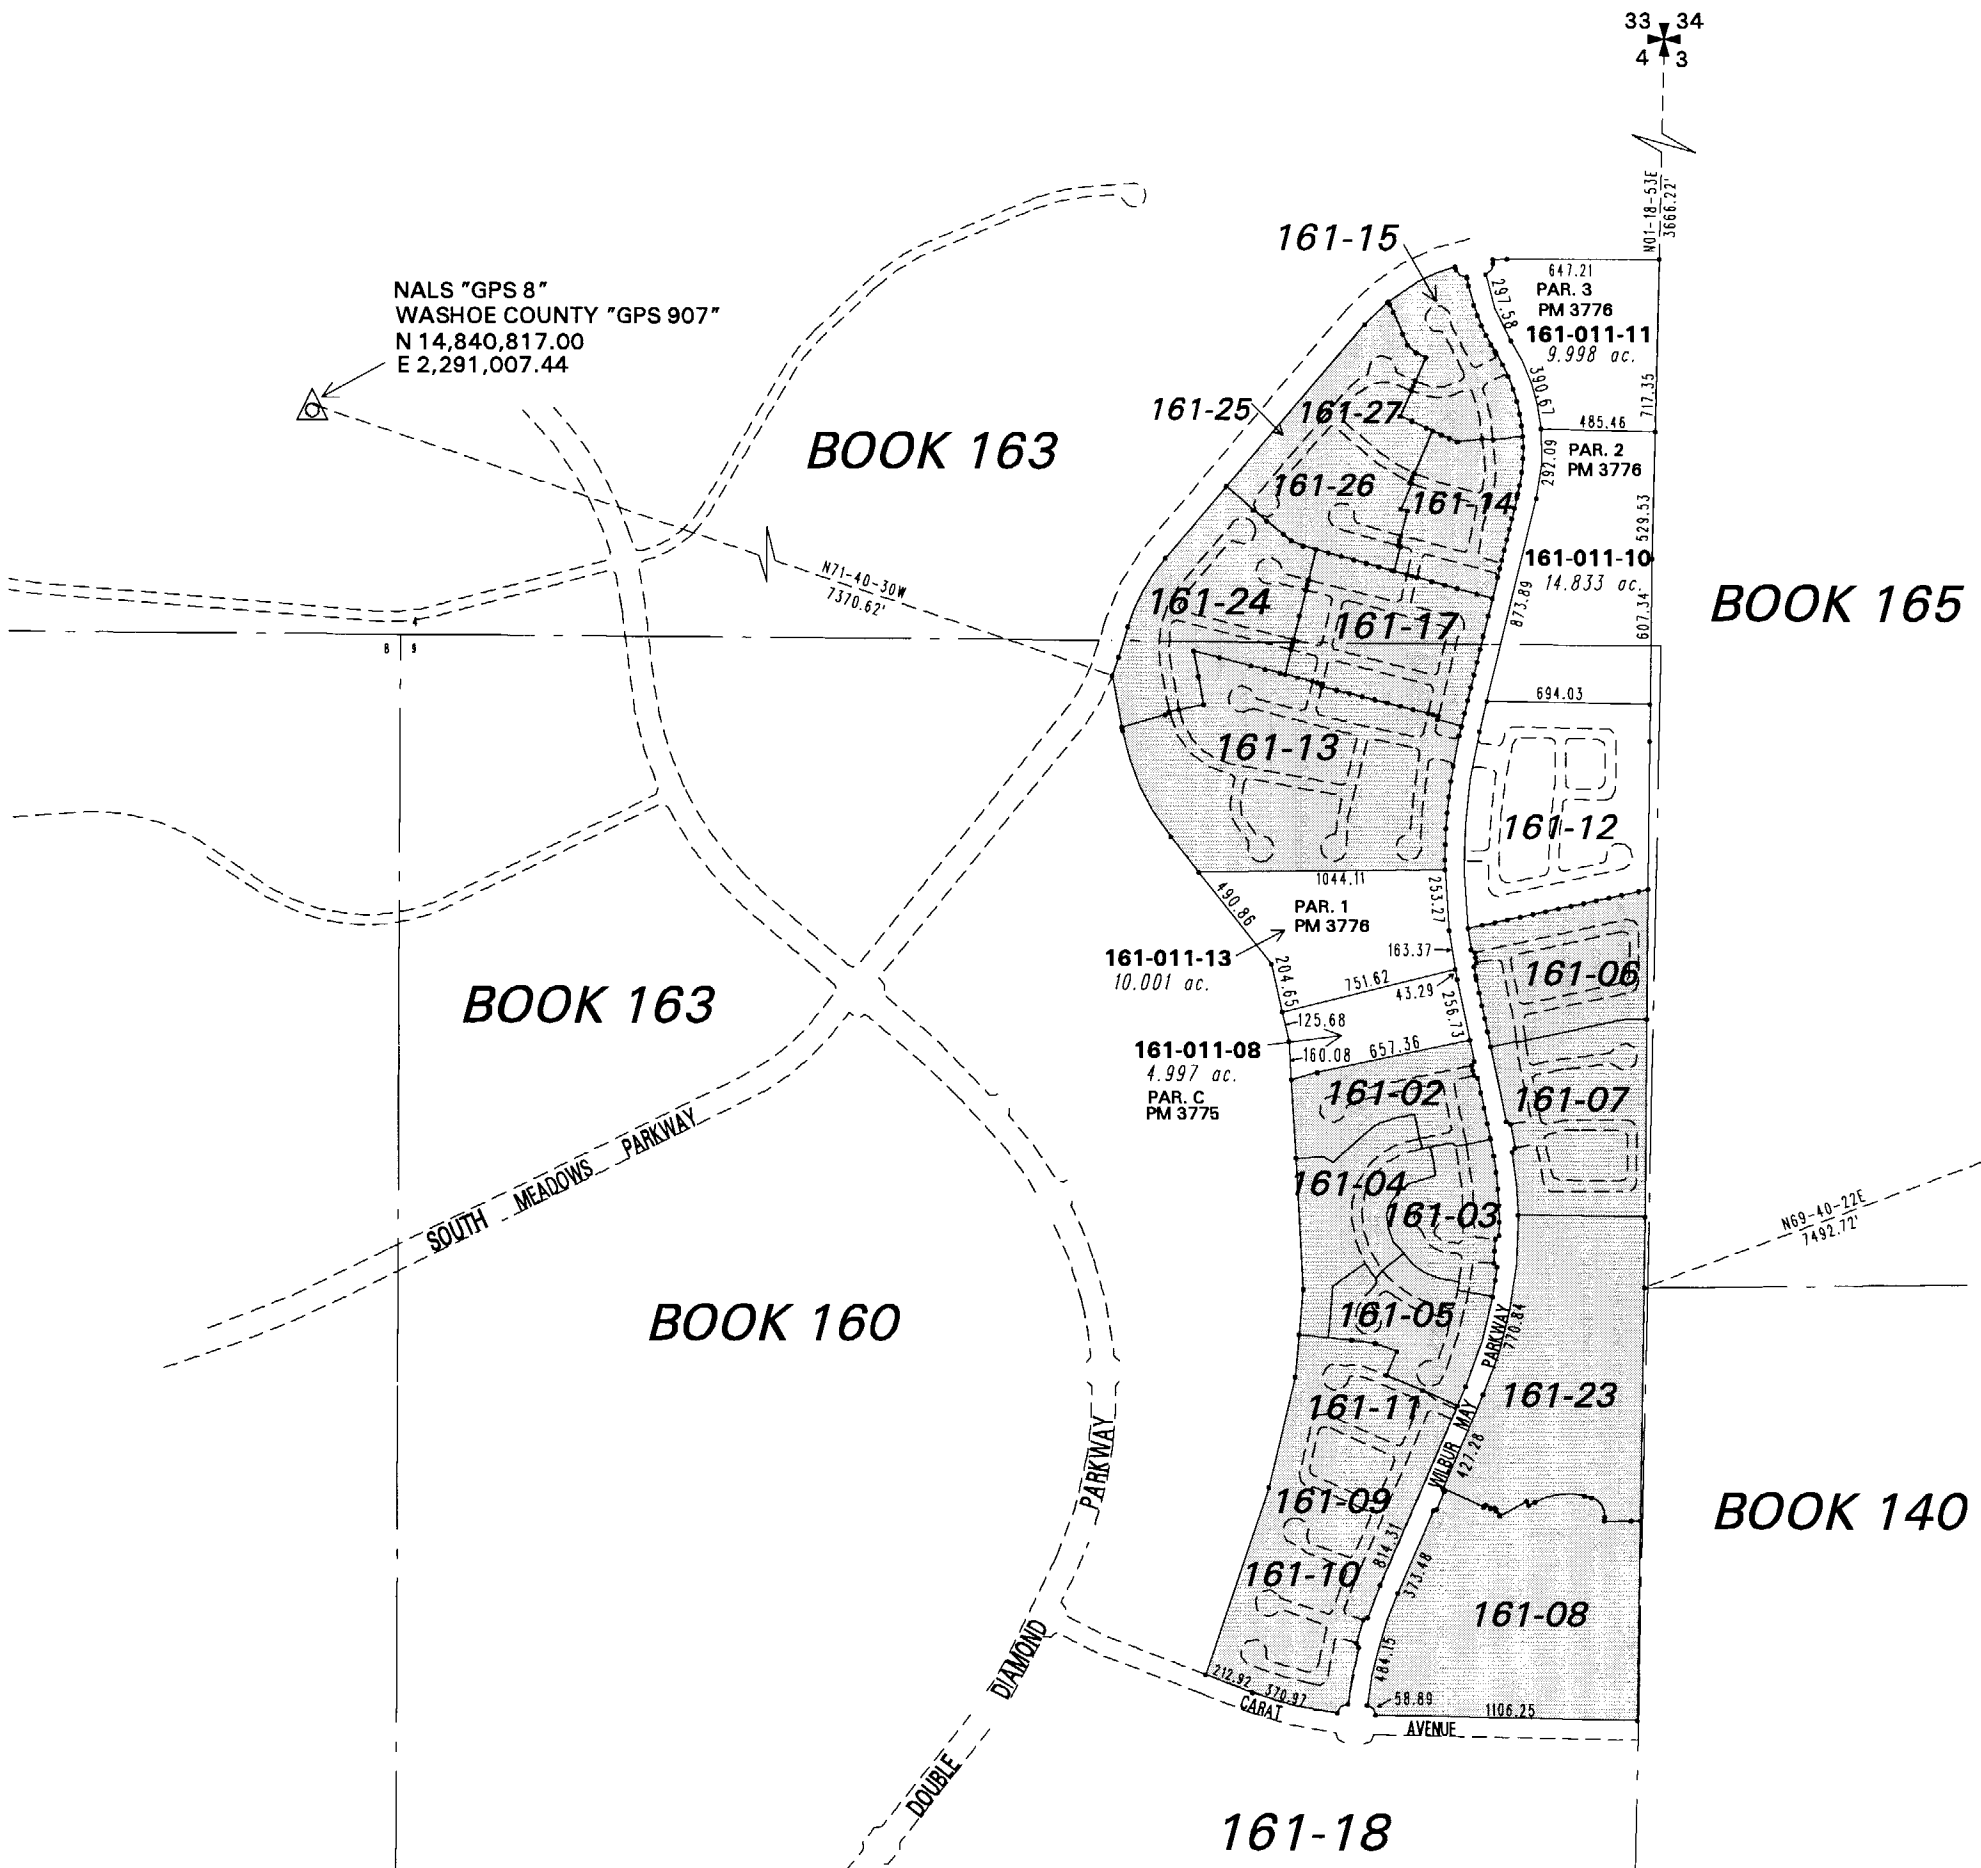 33 34
4 3
N01-18-53E
3666.22'
161-15
647.21
PAR. 3
PM 3776
161-011-11
9.998 ac.
297.58
390.67
717.35
NALS "GPS 8"
WASHOE COUNTY "GPS 907"
N 14,840,817.00
E 2,291,007.44
161-25
161-27
485.46
BOOK 163
PAR. 2
PM 3776
292.09
529.53
161-26
161-14
161-011-10
14.833 ac.
N71-40-30W
7370.62'
873.89
607.34
BOOK 165
161-24
161-17
4
8 9
694.03
161-13
161-12
1044.11
490.86
253.27
PAR. 1
PM 3776
163.37
161-011-13
10.001 ac.
204.65
751.62
43.29
256.73
161-06
BOOK 163
125.68
161-011-08
4.997 ac.
PAR. C
PM 3775
160.08
657.36
161-02
161-07
SOUTH MEADOWS PARKWAY
161-04
161-03
N69-40-22E
7492.72'
BOOK 160
161-05
WILBUR MAY PARKWAY
770.84
161-23
161-11
427.28
161-09
BOOK 140
814.31
373.48
161-10
161-08
484.15
DOUBLE DIAMOND PARKWAY
212.92
370.97
58.89
1106.25
CARAT AVENUE
161-18